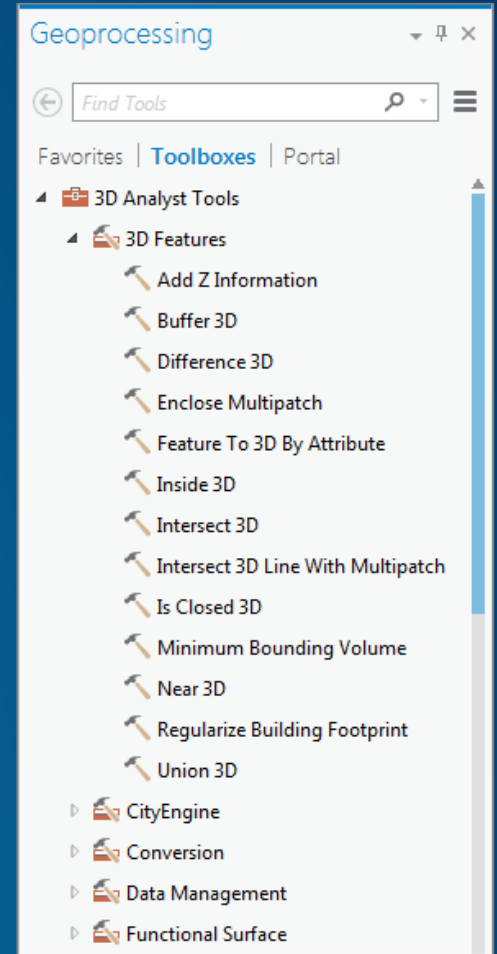 Geoprocessing
Find Tools
Favorites | Toolboxes | Portal
3D Analyst Tools
3D Features
Add Z Information
Buffer 3D
Difference 3D
Enclose Multipatch
Feature To 3D By Attribute
Inside 3D
Intersect 3D
Intersect 3D Line With Multipatch
Is Closed 3D
Minimum Bounding Volume
Near 3D
Regularize Building Footprint
Union 3D
CityEngine
Conversion
Data Management
Functional Surface